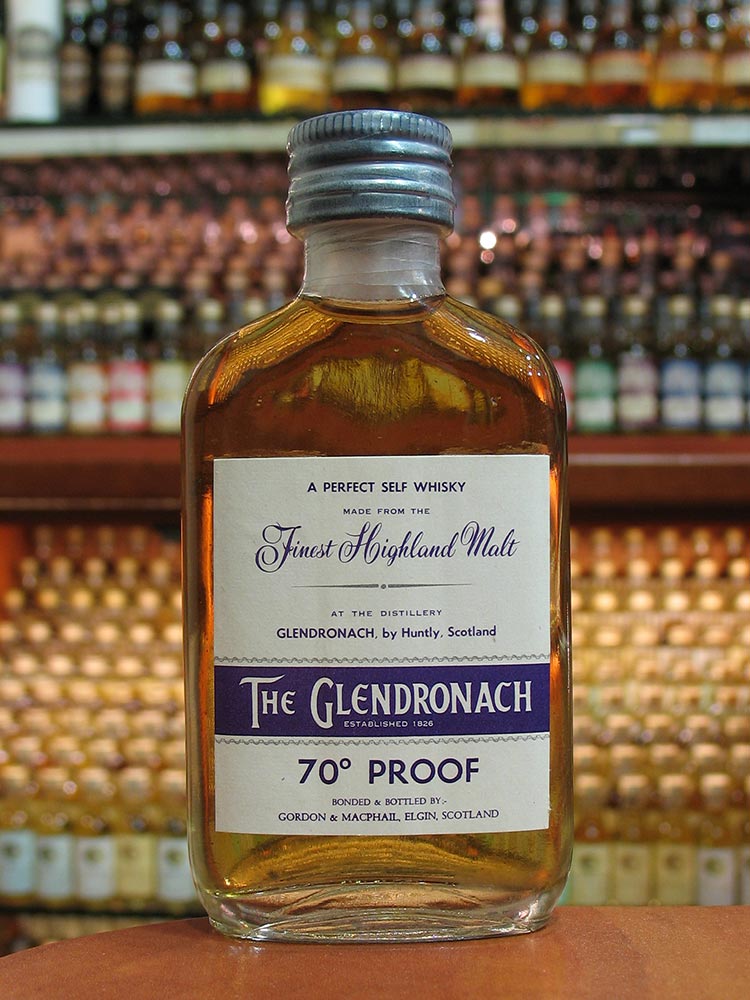 A PERFECT SELF WHISKY
MADE FROM THE
Finest Highland Malt
AT THE DISTILLERY
GLENDRONACH, by Huntly, Scotland
THE GLENDRONACH
ESTABLISHED 1826
70º PROOF
BONDED & BOTTLED BY:-
GORDON & MACPHAIL, ELGIN, SCOTLAND